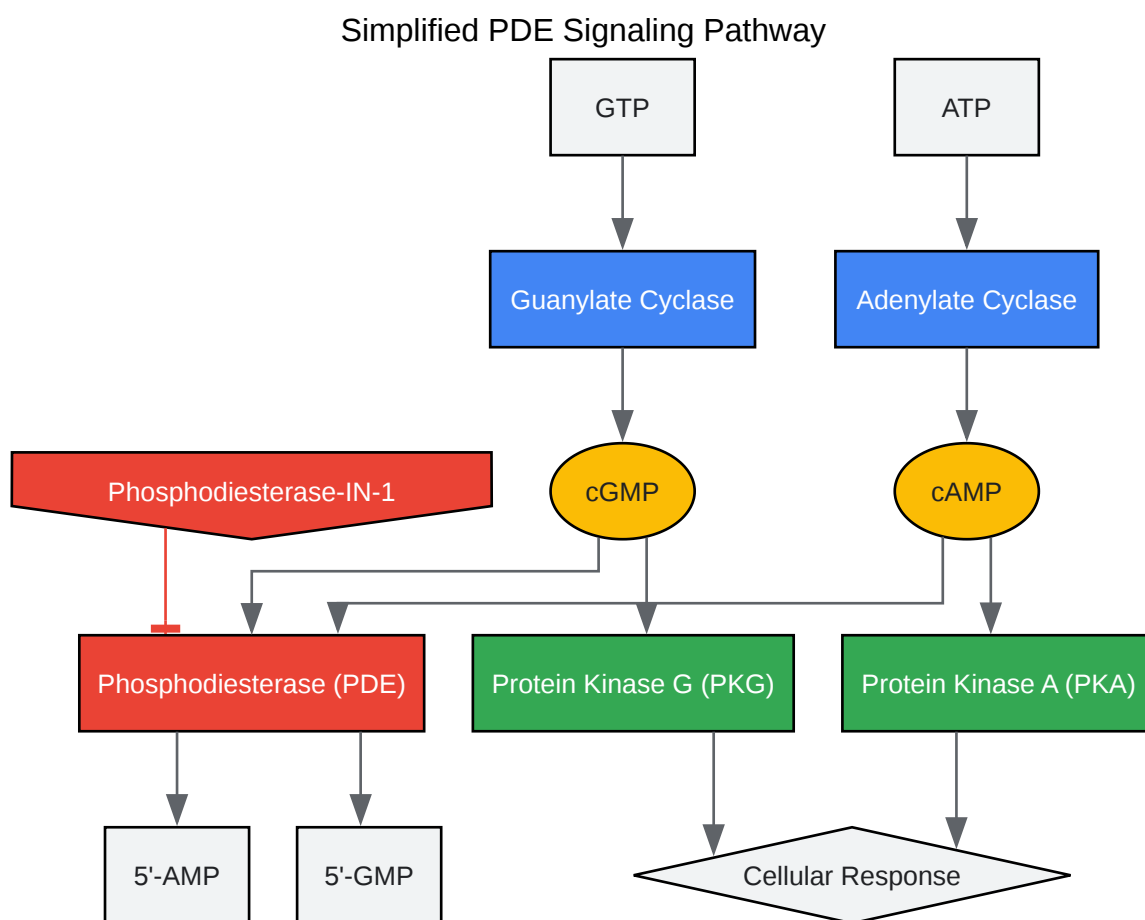 Simplified PDE Signaling Pathway
GTP
ATP
Guanylate Cyclase
Adenylate Cyclase
Phosphodiesterase-IN-1
cGMP
cAMP
Phosphodiesterase (PDE)
Protein Kinase G (PKG)
Protein Kinase A (PKA)
5'-AMP
5'-GMP
Cellular Response